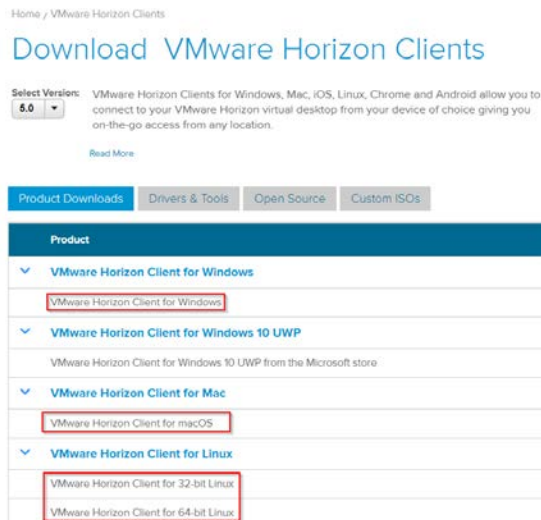 Home / VMware Horizon Clients
Download VMware Horizon Clients
Select Version:
5.0
VMware Horizon Clients for Windows, Mac, iOS, Linux, Chrome and Android allow you to
connect to your VMware Horizon virtual desktop from your device of choice giving you
on-the-go access from any location.
Read More
Product Downloads Drivers & Tools Open Source Custom ISOs
Product
VMware Horizon Client for Windows
VMware Horizon Client for Windows
VMware Horizon Client for Windows 10 UWP
VMware Horizon Client for Windows 10 UWP from the Microsoft store
VMware Horizon Client for Mac
VMware Horizon Client for macOS
VMware Horizon Client for Linux
VMware Horizon Client for 32-bit Linux
VMware Horizon Client for 64-bit Linux